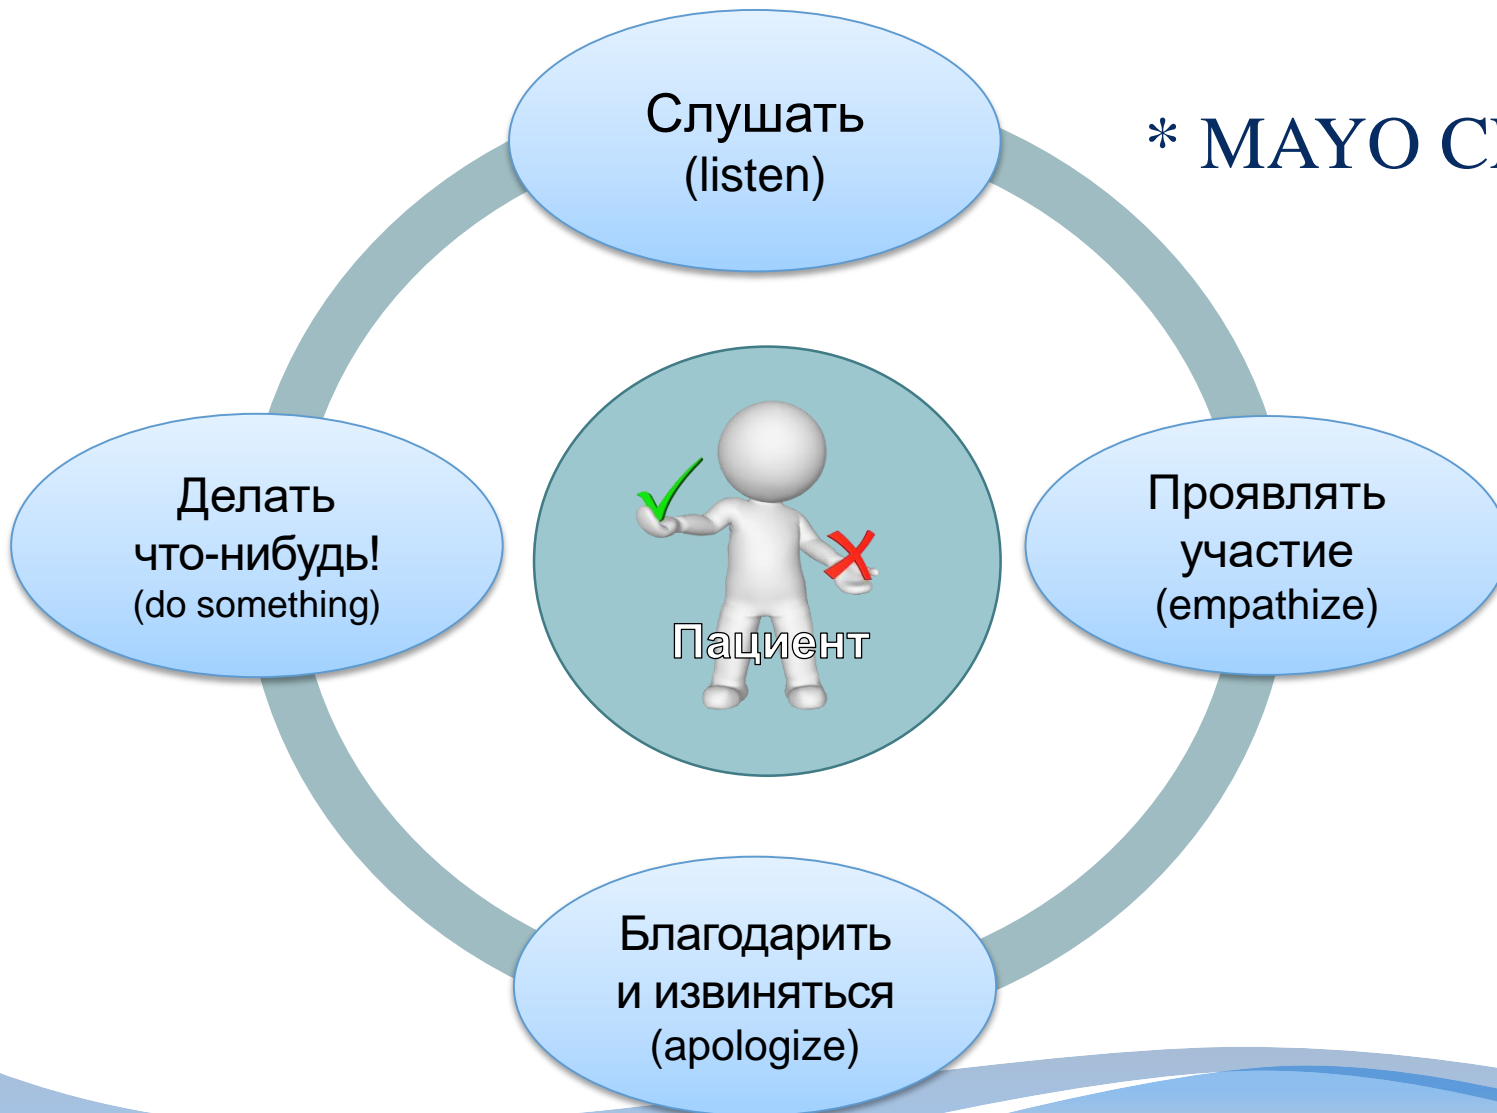 Слушать
(listen)
* MAYO
Делать
что-нибудь!
(do something)
Пациент
Проявлять
участие
(empathize)
Благодарить
и извиняться
(apologize)